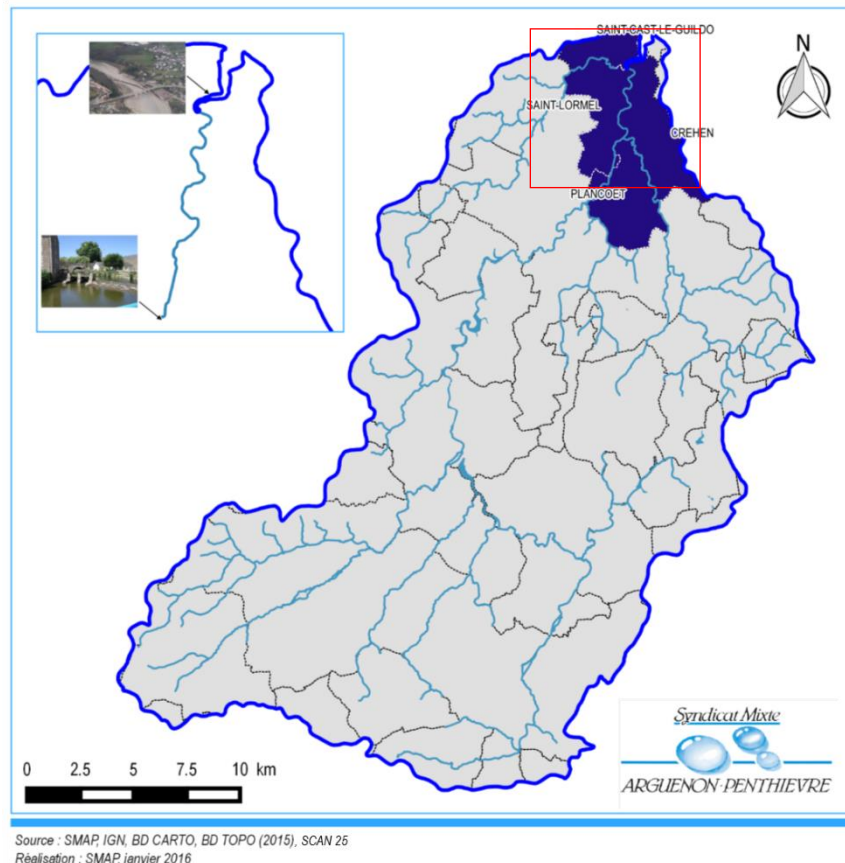 SAINT-CAST-LE-GUILDO
N
SAINT-LORMEL
CREHEN
PLANCOET
Syndicat Mixte
ARGUENON-PENTHIEVRE
0 2.5 5 7.5 10 km
Source : SMAP, IGN, BD CARTO, BD TOPO (2015), SCAN 25
Réalisation : SMAP, janvier 2016